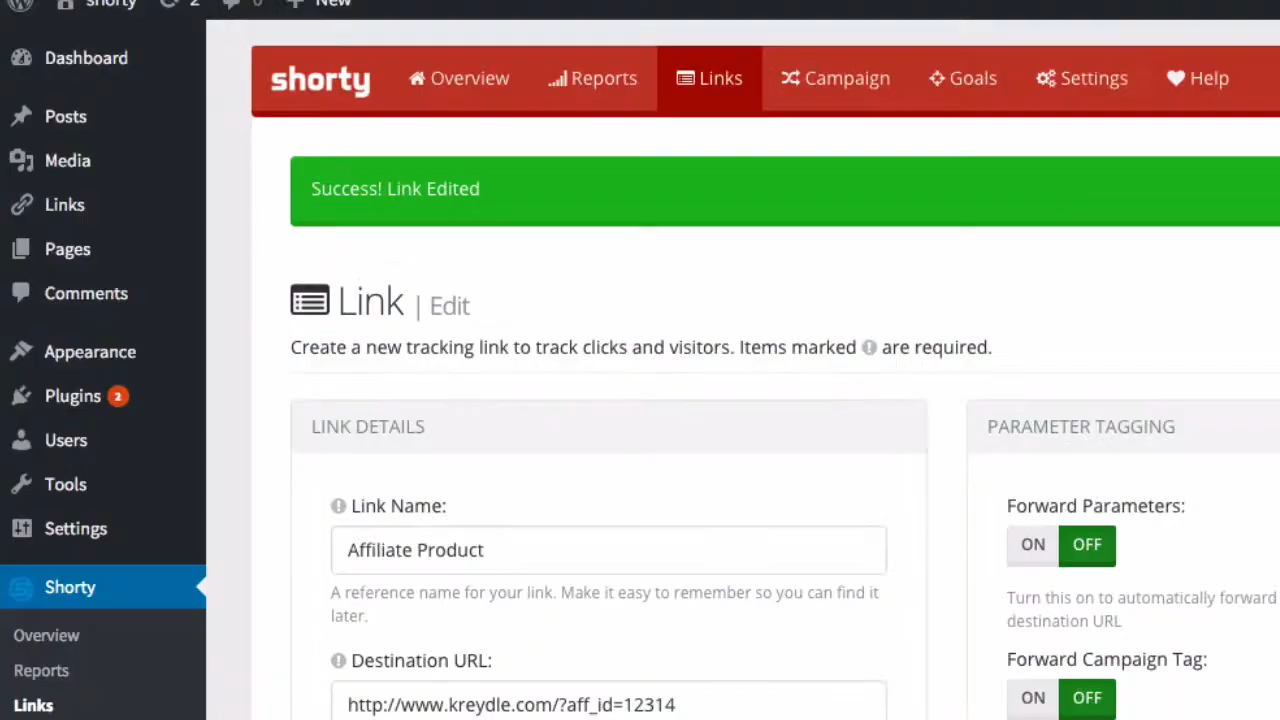 shorty 2 0 New
Dashboard
Posts
Media
Links
Pages
Comments
Appearance
Plugins 2
Users
Tools
Settings
Shorty
Overview
Reports
Links
shorty Overview Reports Links Campaign Goals Settings Help
Success! Link Edited
Link | Edit
Create a new tracking link to track clicks and visitors. Items marked ! are required.
LINK DETAILS
! Link Name:
Affiliate Product
A reference name for your link. Make it easy to remember so you can find it
later.
! Destination URL:
http://www.kreydle.com/?aff_id=12314
PARAMETER TAGGING
Forward Parameters:
ON OFF
Turn this on to automatically forward
destination URL
Forward Campaign Tag:
ON OFF